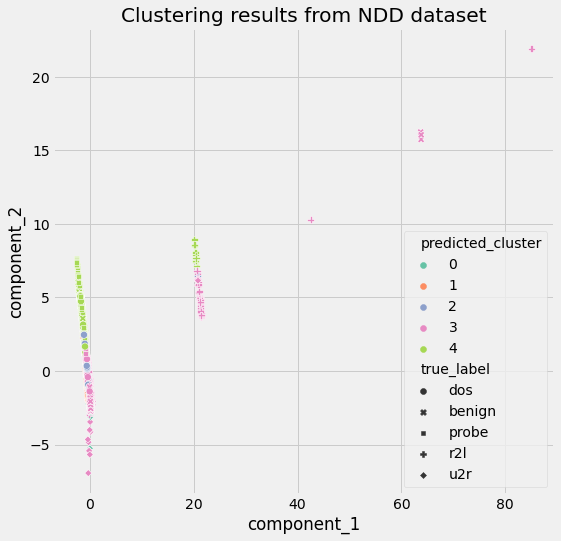 Clustering results from NDD dataset
component_2
20
15
10
5
0
−5
0
20
40
60
80
component_1
predicted_cluster
0
1
2
3
4
true_label
dos
benign
probe
r2l
u2r